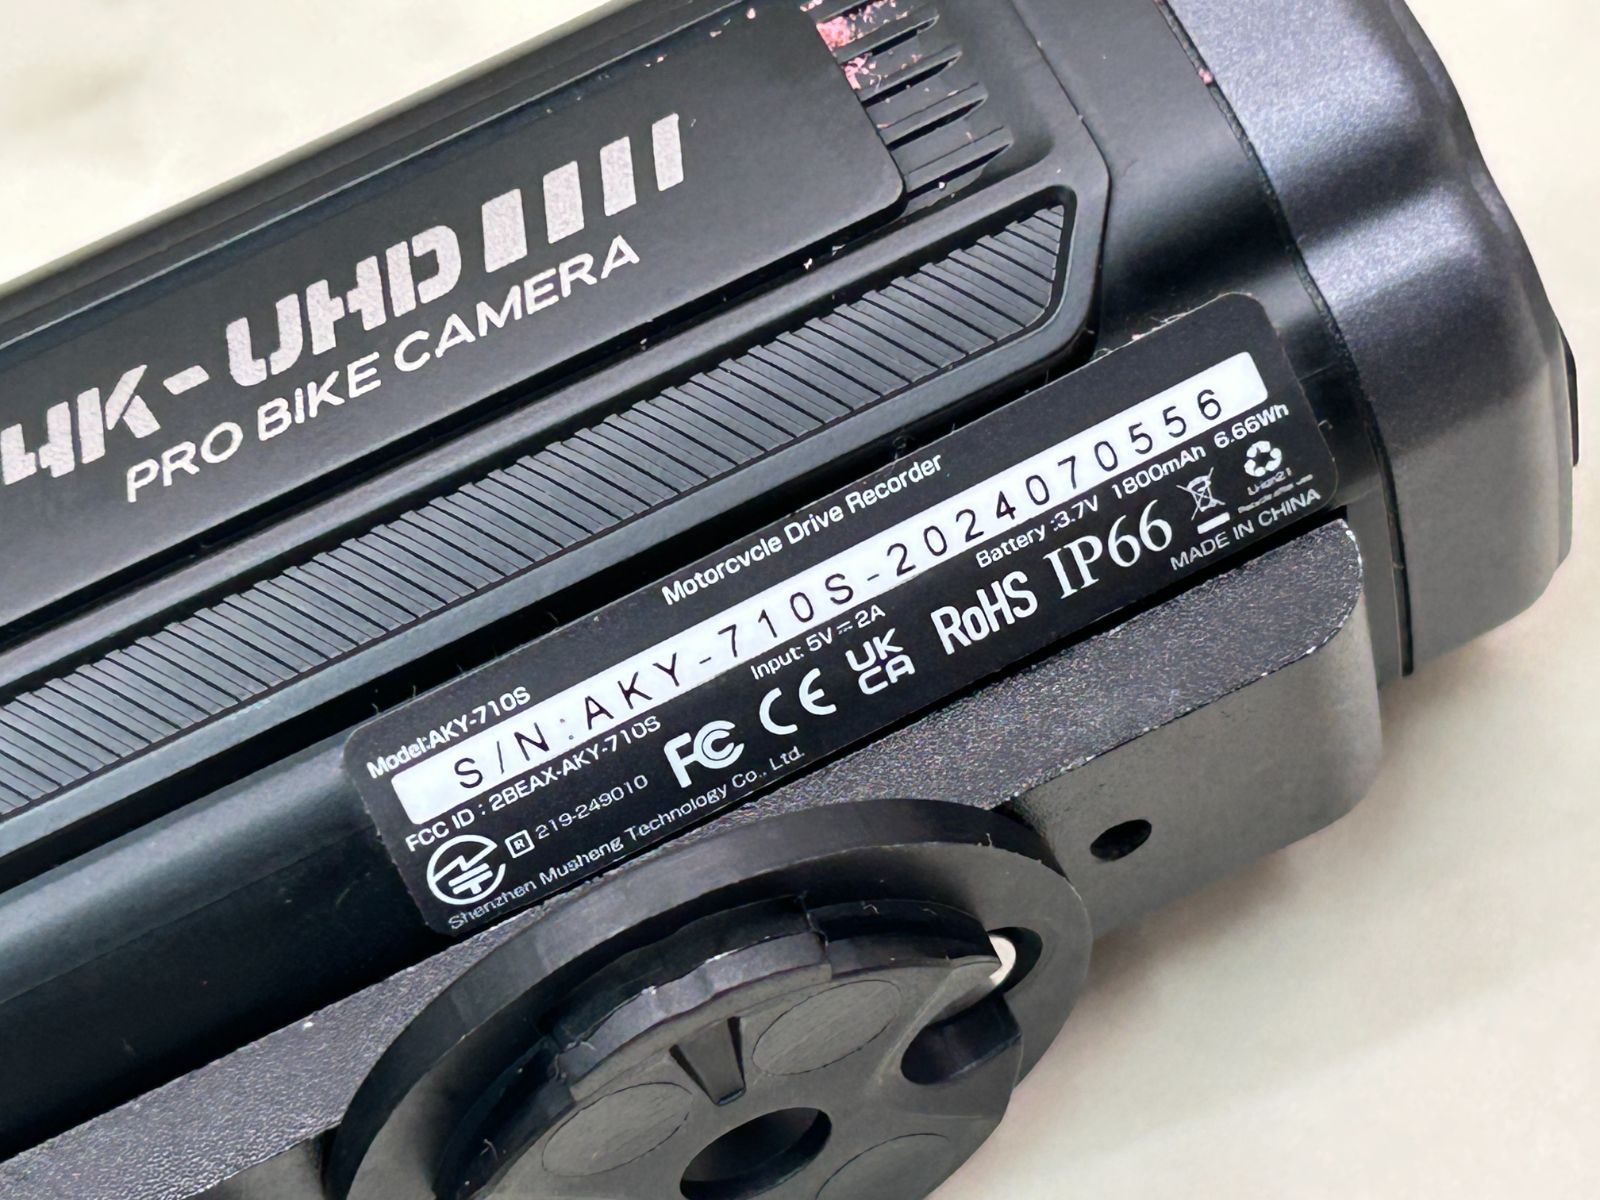 4K-UHD
PRO BIKE CAMERA
Model:AKY-710S
Motorcycle Drive Recorder
S/N:AKY-710S-2024070556
FCC ID : 2BEAX-AKY-710S
Input: 5V⎓2A
Battery :3.7V 1800mAh 6.66Wh
R 219-249010
FC CE UK CA RoHS IP66
Shenzhen Musheng Technology Co., Ltd.
MADE IN CHINA